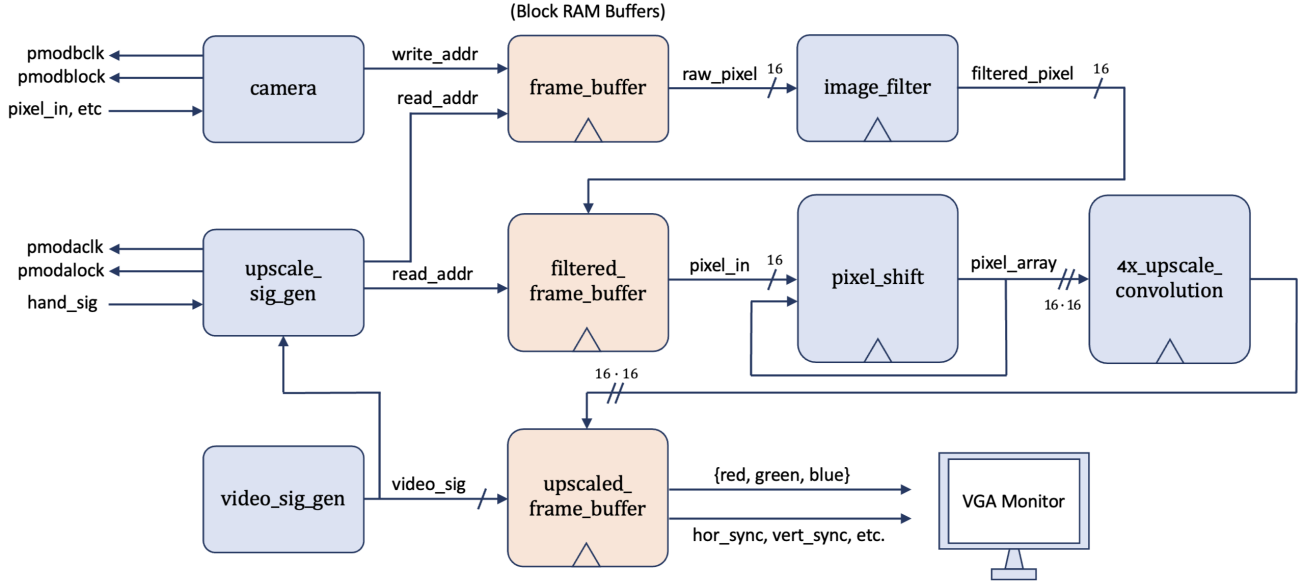 (Block RAM Buffers)
pmodbclk
pmodblock
pixel_in, etc
camera
write_addr
read_addr
frame_buffer
raw_pixel
16
image_filter
filtered_pixel
16
pmodaclk
pmodalock
hand_sig
upscale_
sig_gen
read_addr
filtered_
frame_buffer
pixel_in
16
pixel_shift
pixel_array
16 · 16
4x_upscale_
convolution
16 · 16
video_sig_gen
video_sig
upscaled_
frame_buffer
{red, green, blue}
hor_sync, vert_sync, etc.
VGA Monitor